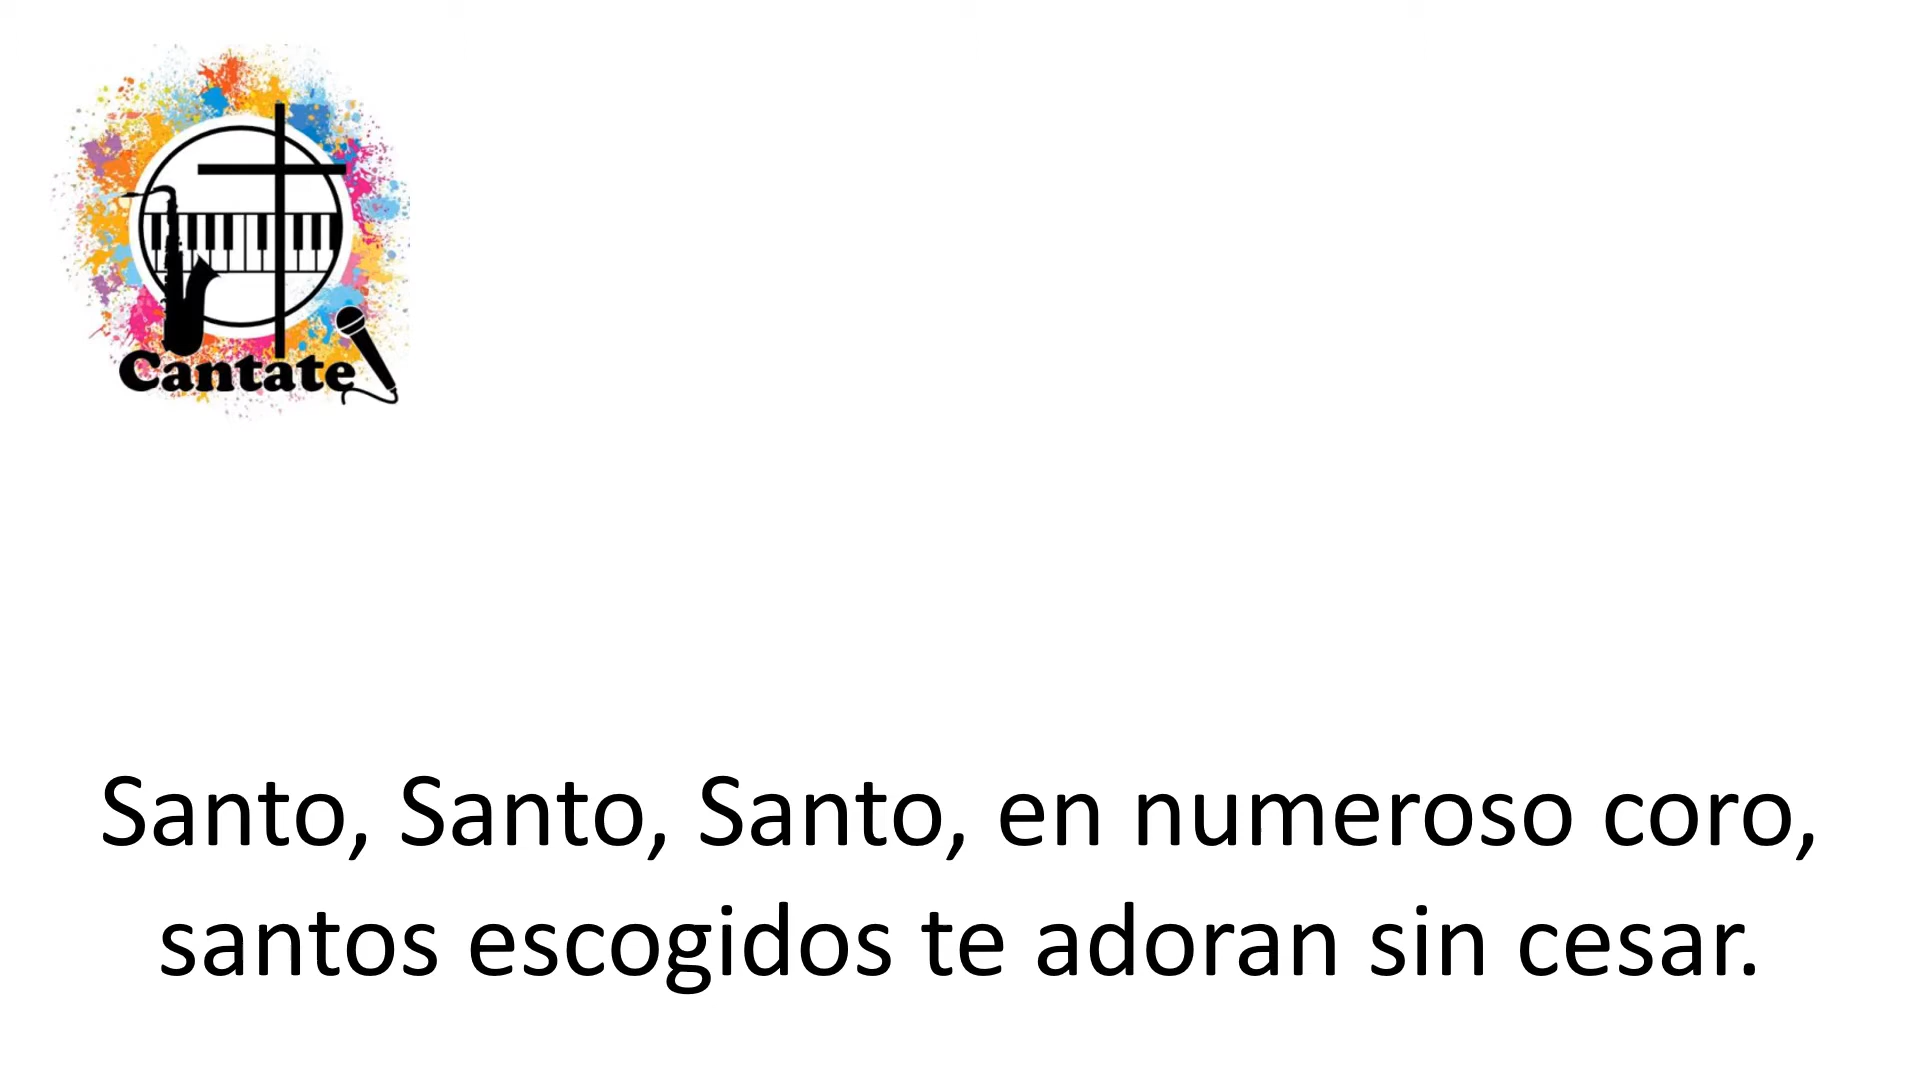 Cantate
Santo, Santo, Santo, en numeroso coro,
santos escogidos te adoran sin cesar.